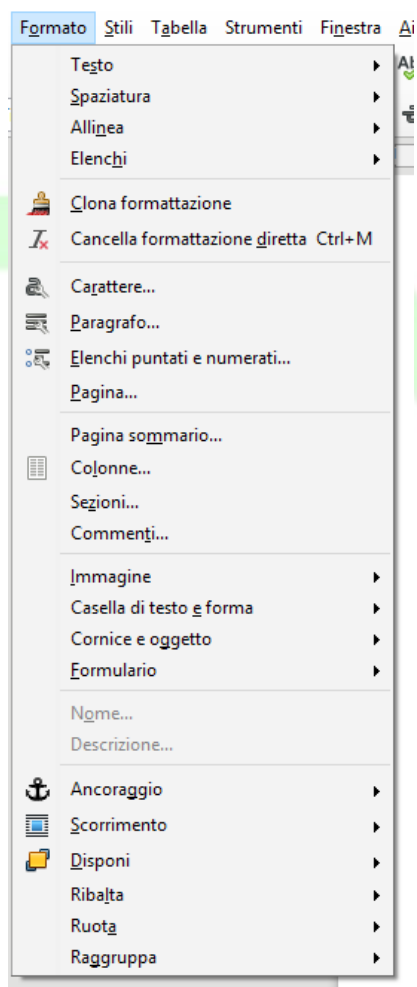 Formato Stili Tabella Strumenti Finestra
Testo
Spaziatura
Allinea
Elenchi
Clona formattazione
Cancella formattazione diretta Ctrl+M
Carattere...
Paragrafo...
Elenchi puntati e numerati...
Pagina...
Pagina sommario...
Colonne...
Sezioni...
Commenti...
Immagine
Casella di testo e forma
Cornice e oggetto
Formulario
Nome...
Descrizione...
Ancoraggio
Scorrimento
Disponi
Ribalta
Ruota
Raggruppa